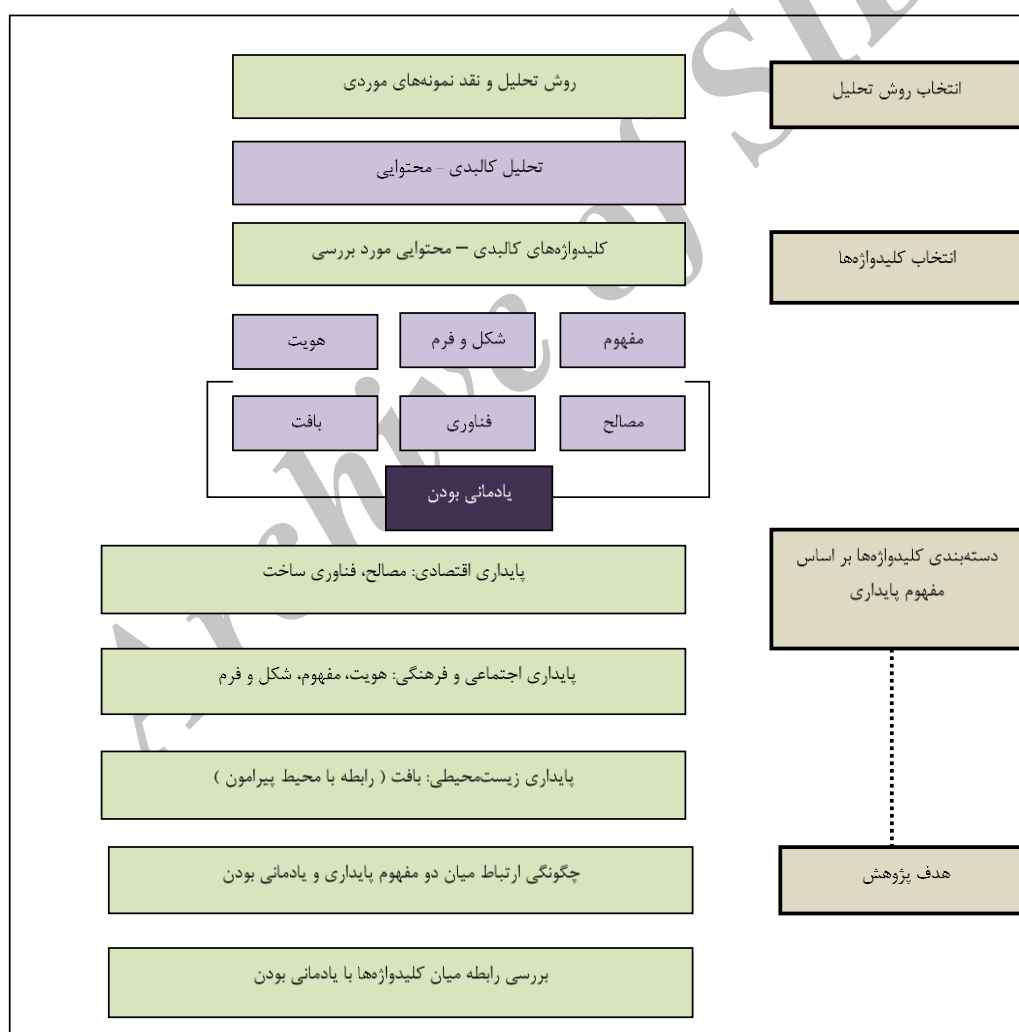 انتخاب روش تحلیل
روش تحلیل و نقد نمونه‌های موردی
تحلیل کالبدی - محتوایی
انتخاب کلیدواژه‌ها
کلیدواژه‌های کالبدی – محتوایی مورد بررسی
مفهوم
شکل و فرم
هویت
مصالح
فناوری
بافت
یادمانی بودن
دسته‌بندی کلیدواژه‌ها بر اساس
مفهوم پایداری
پایداری اقتصادی: مصالح، فناوری ساخت
پایداری اجتماعی و فرهنگی: هویت، مفهوم، شکل و فرم
پایداری زیست‌محیطی: بافت ( رابطه با محیط پیرامون )
هدف پژوهش
چگونگی ارتباط میان دو مفهوم پایداری و یادمانی بودن
بررسی رابطه میان کلیدواژه‌ها با یادمانی بودن
Archive of